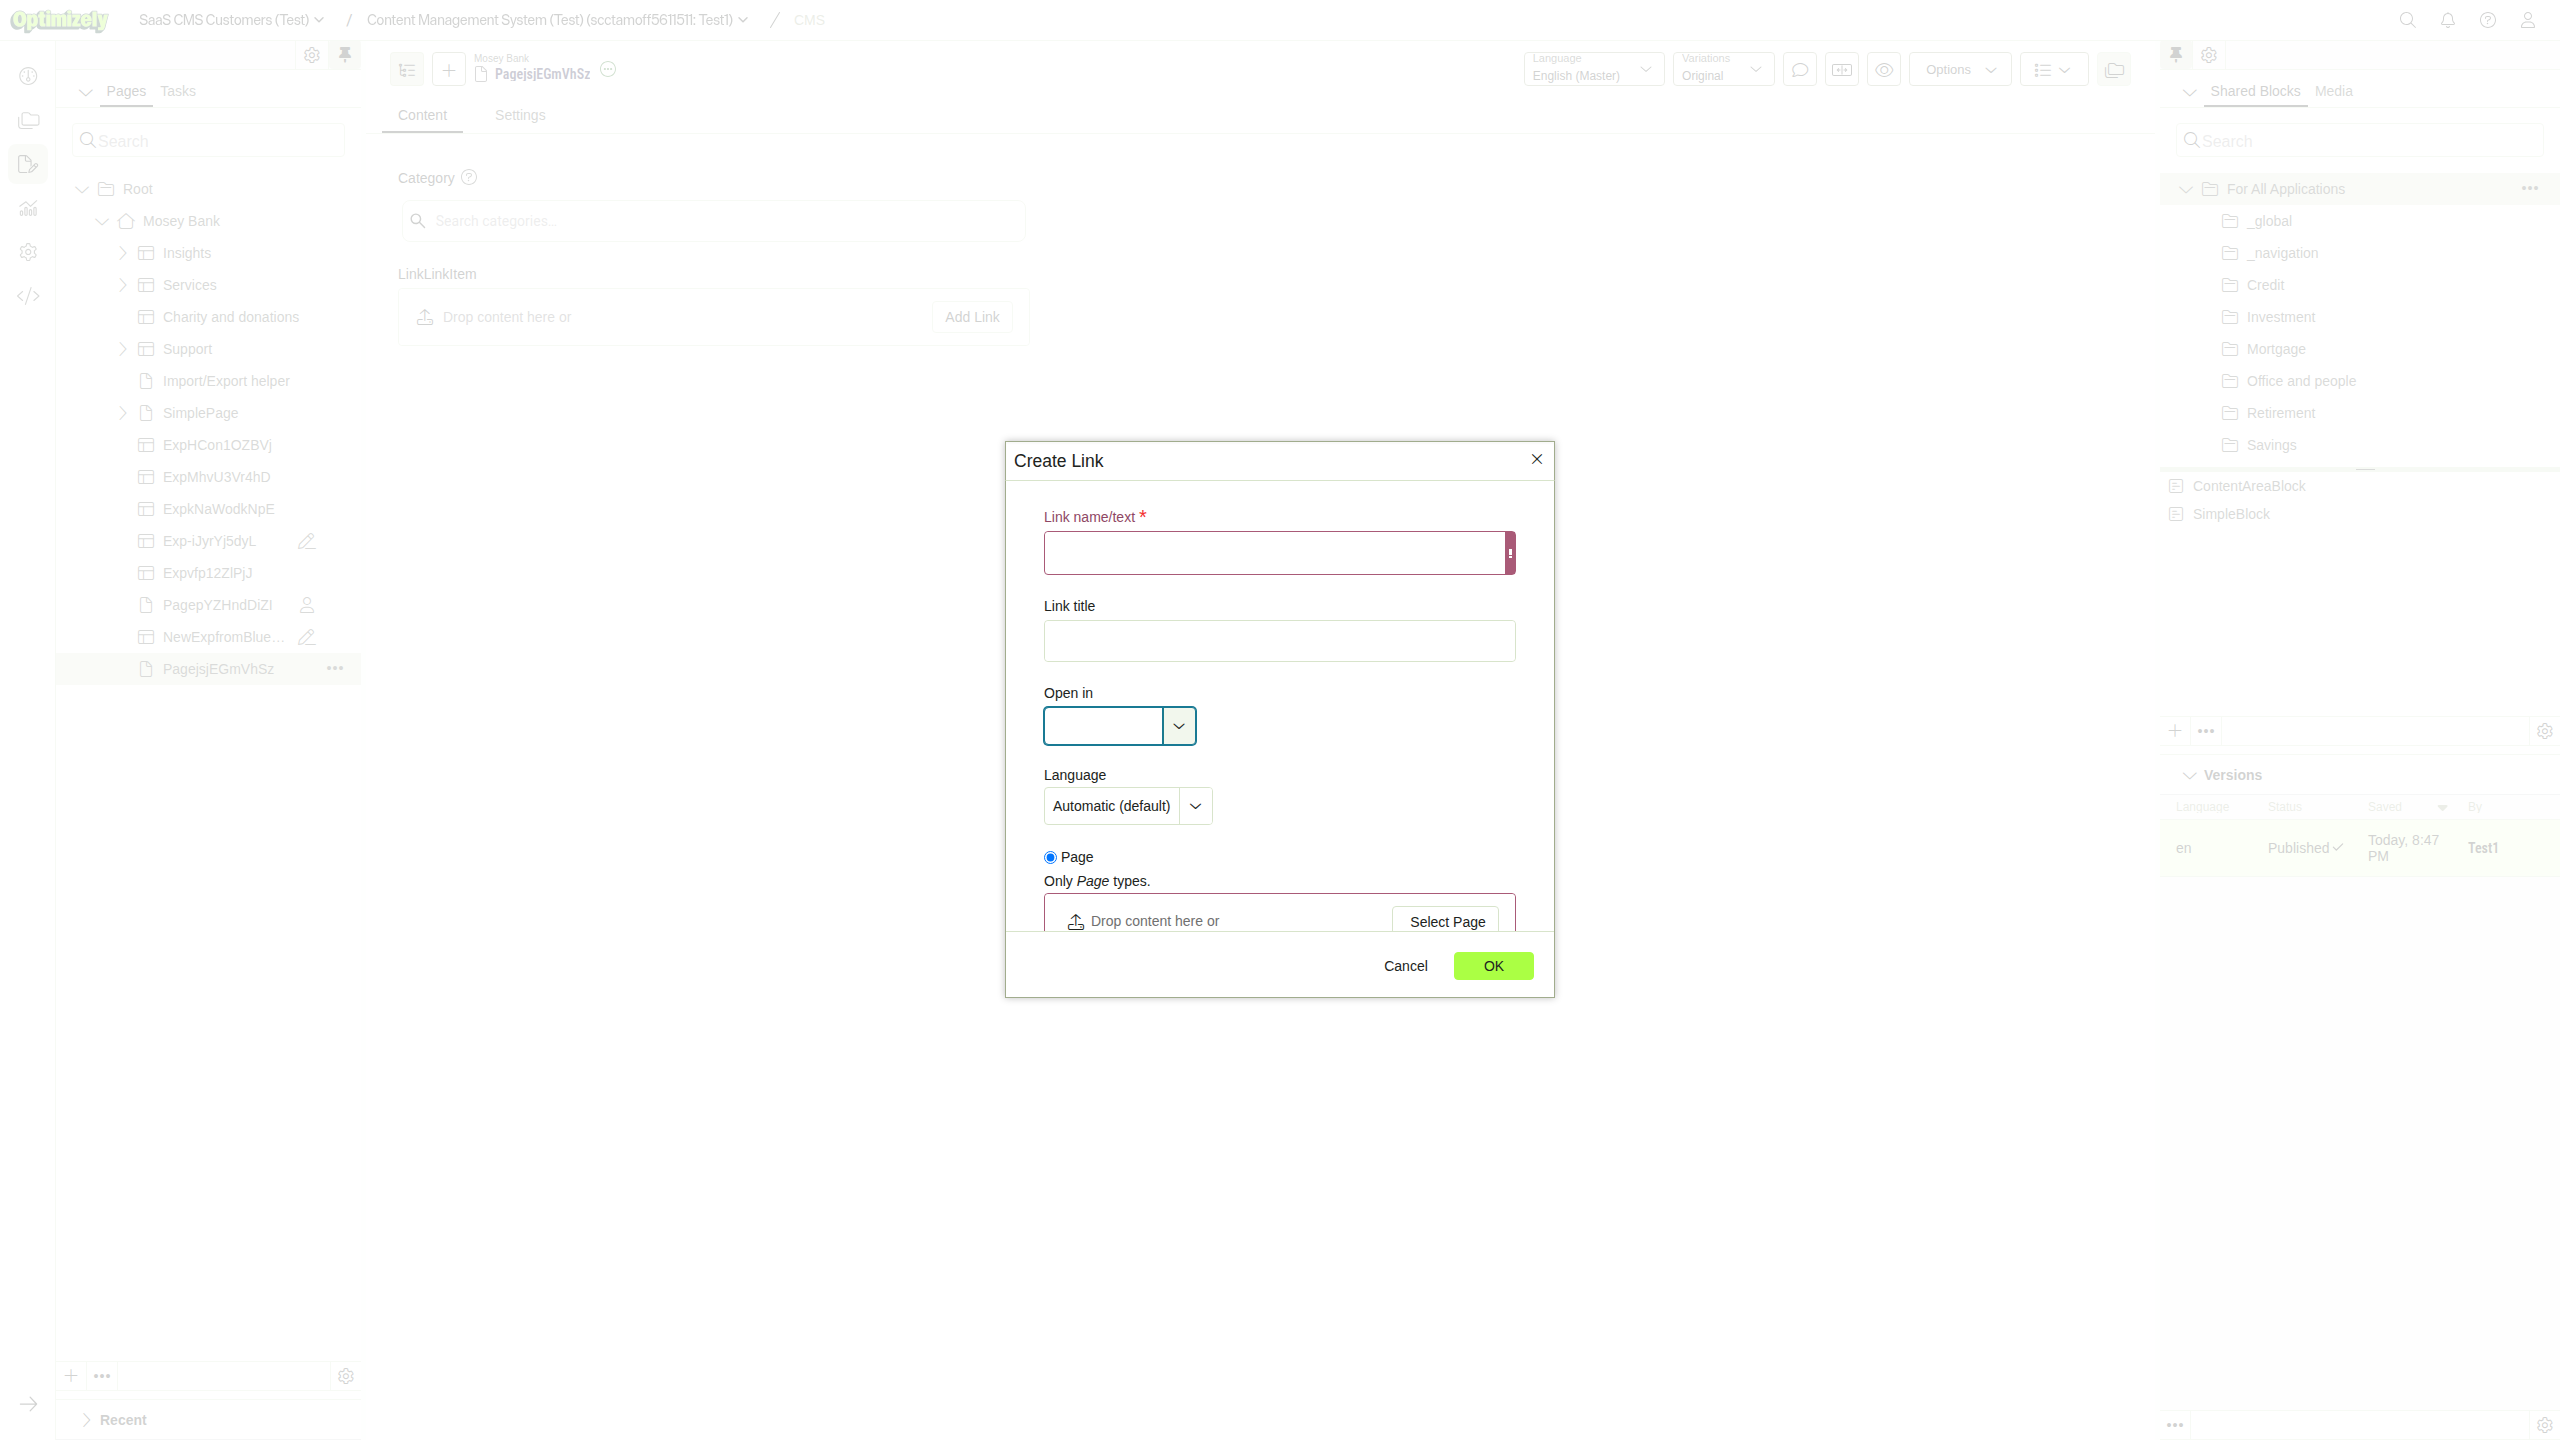 Optimizely
SaaS CMS Customers (Test) / Content Management System (Test) (scctamoff5611511: Test1) / CMS
Pages Tasks
Search
Root
Mosey Bank
Insights
Services
Charity and donations
Support
Import/Export helper
SimplePage
ExpHCon1OZBVj
ExpMhvU3Vr4hD
ExpkNaWodkNpE
Exp-iJyrYj5dyL
Expvfp12ZlPjJ
PagepYZHndDiZI
NewExpfromBlue...
PagejsjEGmVhSz
Recent
Mosey Bank
PagejsjEGmVhSz
Language
English (Master)
Variations
Original
Options
Content Settings
Category
Search categories...
LinkLinkItem
Drop content here or
Add Link
Create Link
Link name/text *
Link title
Open in
Language
Automatic (default)
Page
Only Page types.
Drop content here or
Select Page
Cancel
OK
Shared Blocks Media
Search
For All Applications
_global
_navigation
Credit
Investment
Mortgage
Office and people
Retirement
Savings
ContentAreaBlock
SimpleBlock
Versions
Language Status Saved By
en Published Today, 8:47 PM Test1